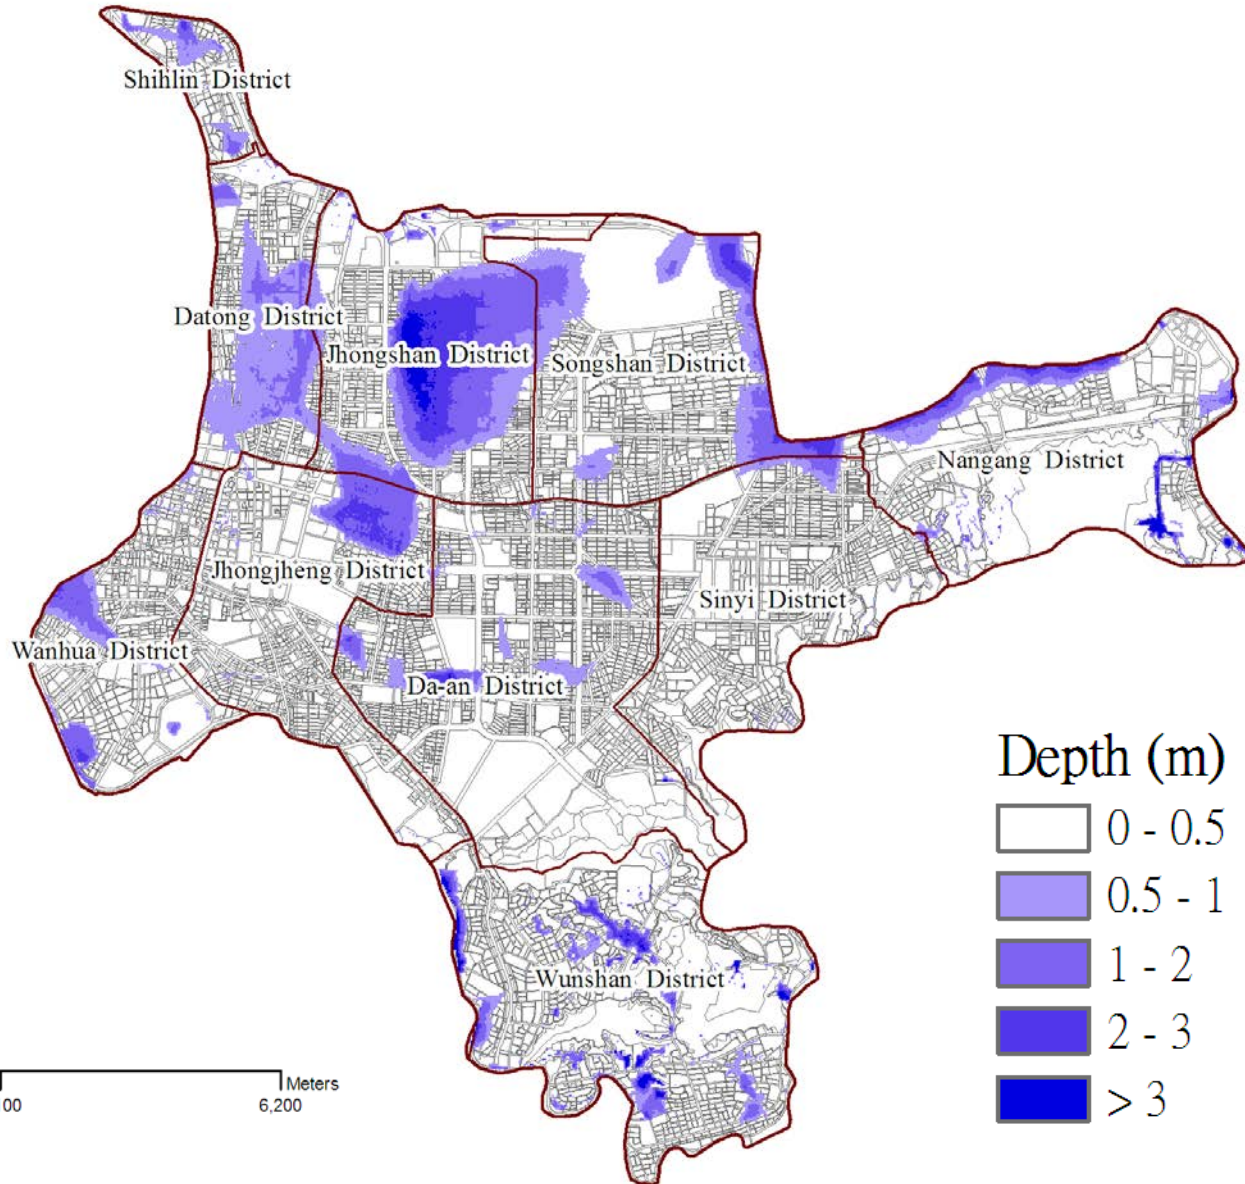 Shihlin District
Datong District
Jhongshan District
Songshan District
Nangang District
Jhongjheng District
Sinyi District
Wanhua District
Da-an District
Wunshan District
Depth (m)
0 - 0.5
0.5 - 1
1 - 2
2 - 3
> 3
Meters
00
6,200